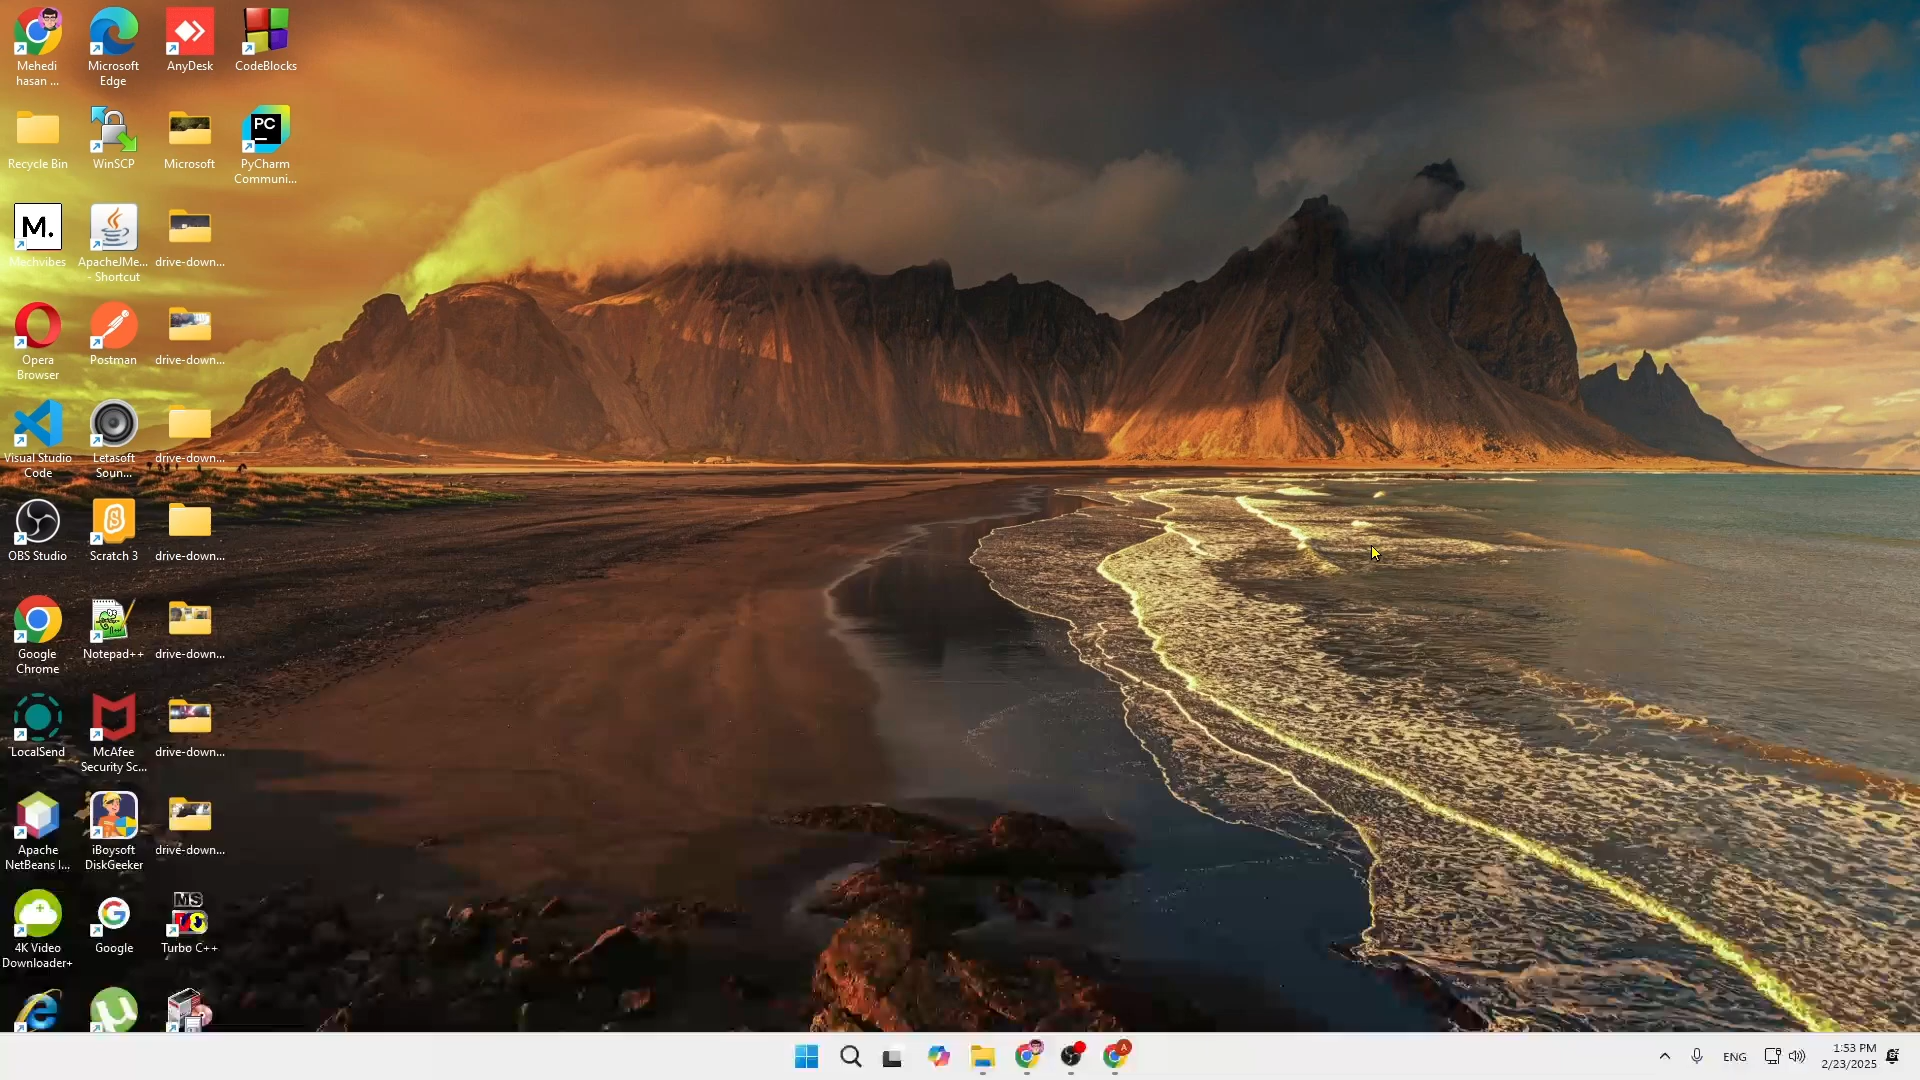 Mehedi
hasan ...
Microsoft
Edge
AnyDesk
CodeBlocks
Recycle Bin
WinSCP
Microsoft
PC
PyCharm
Communi...
M.
Mechvibes
ApacheJMe...
- Shortcut
drive-down...
Opera
Browser
Postman
drive-down...
Visual Studio
Code
Letasoft
Soun...
drive-down...
OBS Studio
Scratch 3
drive-down...
Google
Chrome
Notepad++
drive-down...
LocalSend
McAfee
Security Sc...
drive-down...
Apache
NetBeans I...
iBoysoft
DiskGeeker
drive-down...
4K Video
Downloader+
Google
MS
Turbo C++
A
ENG
1:53 PM
2/23/2025